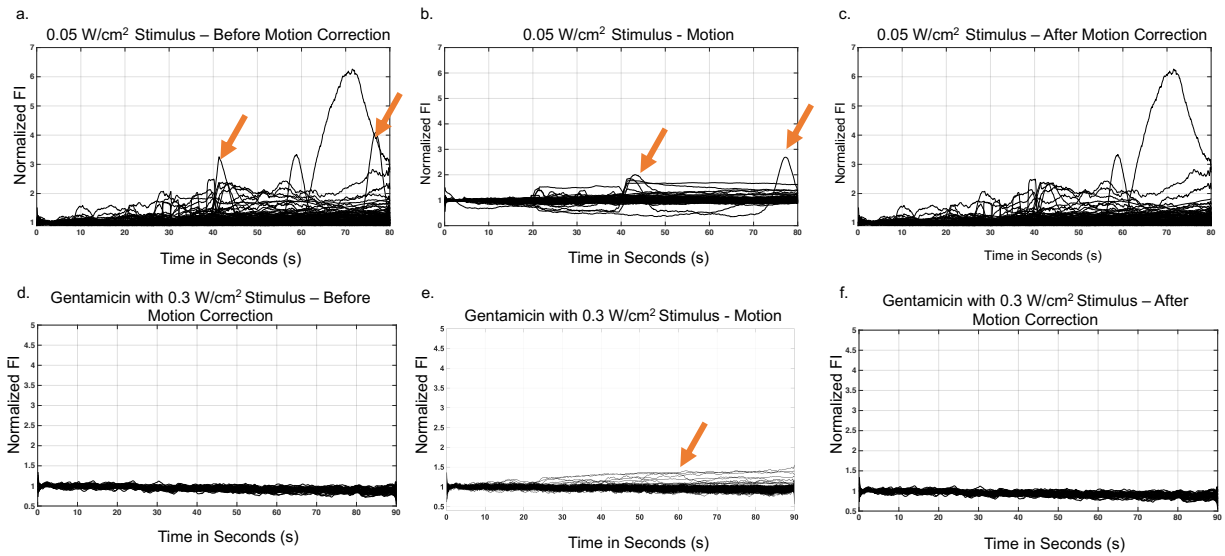 a.
0.05 W/cm² Stimulus – Before Motion Correction
Normalized FI
7
6
5
4
3
2
1
0 10 20 30 40 50 60 70 80
Time in Seconds (s)
b.
0.05 W/cm² Stimulus - Motion
Normalized FI
7
6
5
4
3
2
1
0
0 10 20 30 40 50 60 70 80
Time in Seconds (s)
c.
0.05 W/cm² Stimulus –After Motion Correction
Normalized FI
7
6
5
4
3
2
1
0 10 20 30 40 50 60 70 80
Time in Seconds (s)
d.
Gentamicin with 0.3 W/cm² Stimulus – Before
Motion Correction
Normalized FI
5
4.5
4
3.5
3
2.5
2
1.5
1
0.5
0 10 20 30 40 50 60 70 80 90
Time in Seconds (s)
e.
Gentamicin with 0.3 W/cm² Stimulus - Motion
Normalized FI
5
4.5
4
3.5
3
2.5
2
1.5
1
0.5
0 10 20 30 40 50 60 70 80 90
Time in Seconds (s)
f.
Gentamicin with 0.3 W/cm² Stimulus – After
Motion Correction
Normalized FI
5
4.5
4
3.5
3
2.5
2
1.5
1
0.5
0 10 20 30 40 50 60 70 80 90
Time in Seconds (s)